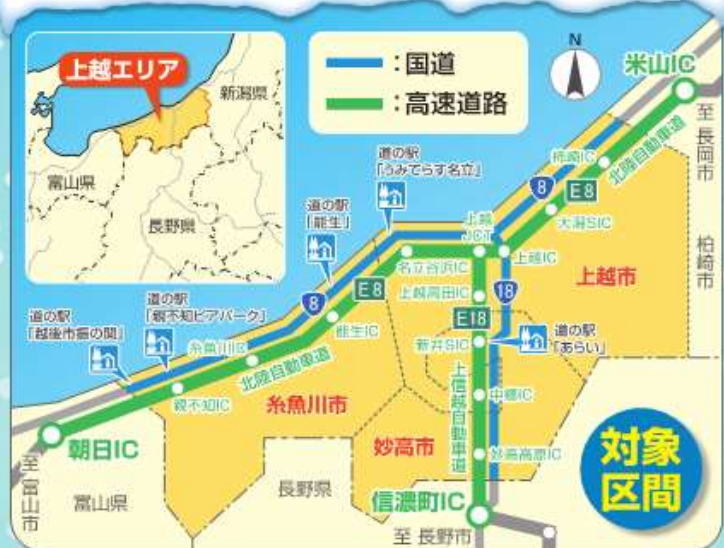 上越エリア
新潟県
富山県
長野県
:国道
:高速道路
N
米山IC
至 長岡市
柏崎市
柿崎IC
北陸自動車道
8
E8
大潟SIC
道の駅
「うみてらす名立」
上越
JCT
上越IC
上越市
道の駅
「能生」
名立谷浜IC
上越高田IC
18
E18
8
E8
能生IC
新井SIC
道の駅
「あらい」
道の駅
「親不知ピアパーク」
道の駅
「越後市振の関」
糸魚川IC
北陸自動車道
親不知IC
糸魚川市
上信越自動車道
中郷IC
妙高市
妙高高原IC
朝日IC
至 富山市
富山県
長野県
信濃町IC
至 長野市
対象
区間